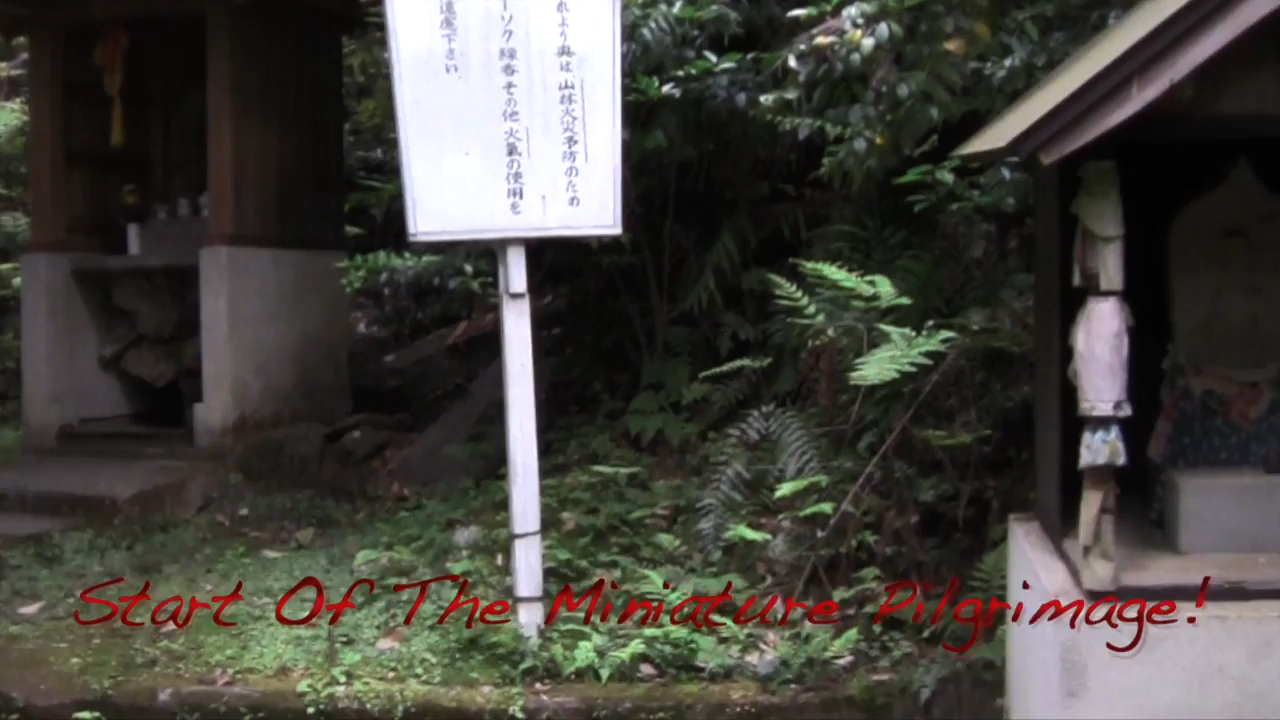 れより奥は、山林火災予防のため
ーソク 線香 その他、火氣の使用を
遠慮下さい、
Start Of The Miniature Pilgrimage!